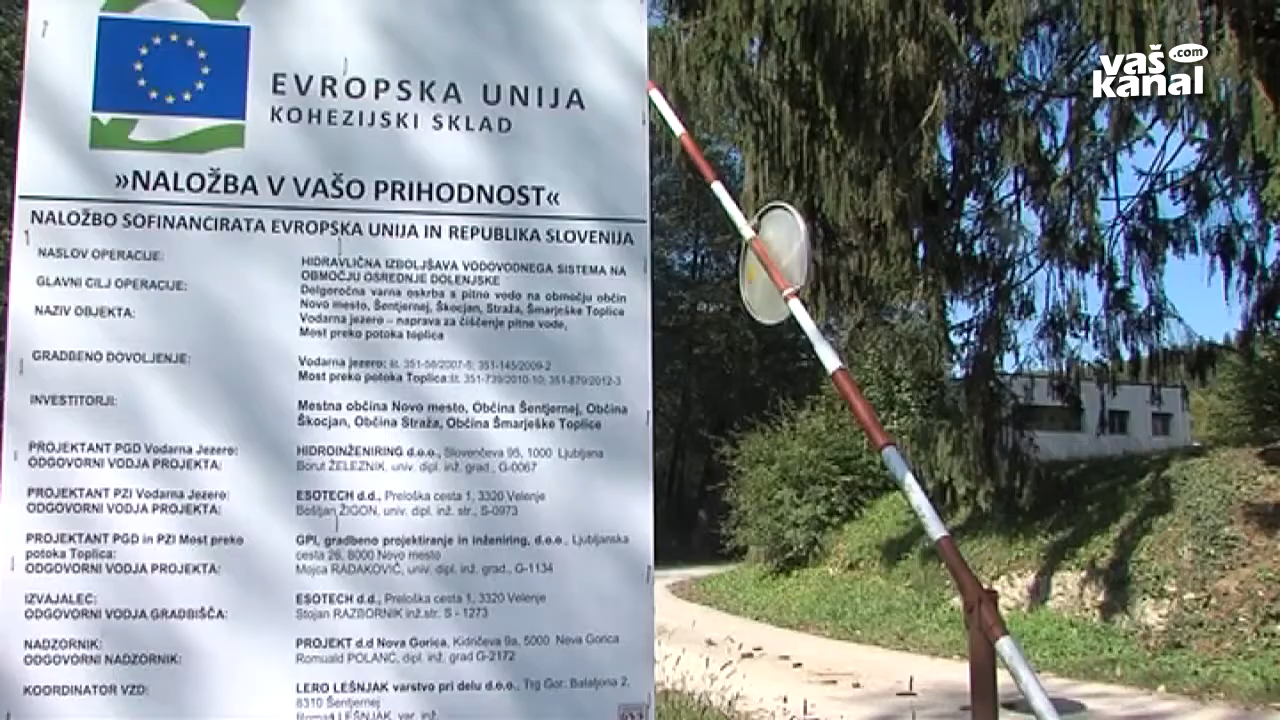 EVROPSKA UNIJA
KOHEZIJSKI SKLAD
»NALOŽBA V VAŠO PRIHODNOST«
NALOŽBO SOFINANCIRATA EVROPSKA UNIJA IN REPUBLIKA SLOVENIJA
NASLOV OPERACIJE: HIDRAVLIČNA IZBOLJŠAVA VODOVODNEGA SISTEMA NA
OBMOČJU OSREDNJE DOLENJSKE
GLAVNI CILJ OPERACIJE: Dolgoročna varna oskrba s pitno vodo na območju občin
Novo mesto, Šentjernej, Škocjan, Straža, Šmarješke Toplice
NAZIV OBJEKTA: Vodarna jezero – naprava za čiščenje pitne vode,
Most preko potoka toplica
GRADBENO DOVOLJENJE: Vodarna jezero: št. 351-56/2007-5; 351-145/2009-2
Most preko potoka Toplica:št. 351-739/2010-10; 351-879/2012-3
INVESTITORJI: Mestna občina Novo mesto, Občina Šentjernej, Občina
Škocjan, Občina Straža, Občina Šmarješke Toplice
PROJEKTANT PGD Vodarna Jezero: HIDROINŽENIRING d.o.o., Slovenčeva 95, 1000 Ljubljana
ODGOVORNI VODJA PROJEKTA: Borut ŽELEZNIK, univ. dipl. inž. grad., G-0067
PROJEKTANT PZI Vodarna Jezero: ESOTECH d.d., Preloška cesta 1, 3320 Velenje
ODGOVORNI VODJA PROJEKTA: Boštjan ŽIGON, univ. dipl. inž. str., S-0973
PROJEKTANT PGD in PZI Most preko
potoka Toplica: GPI, gradbeno projektiranje in inženiring, d.o.o., Ljubljanska
cesta 26, 8000 Novo mesto
ODGOVORNI VODJA PROJEKTA: Mojca RADAKOVIĆ, univ. dipl. inž. grad., G-1134
IZVAJALEC: ESOTECH d.d., Preloška cesta 1, 3320 Velenje
ODGOVORNI VODJA GRADBIŠČA: Stojan RAZBORNIK inž.str. S - 1273
NADZORNIK: PROJEKT d.d Nova Gorica, Kidričeva 9a, 5000 Nova Gorica
ODGOVORNI NADZORNIK: Romuald POLANC, dipl. inž. grad G-2172
KOORDINATOR VZD: LERO LEŠNJAK varstvo pri delu d.o.o., Trg Gor. Bataljona 2,
8310 Šentjernej
Roman LEŠNJAK, var. inž.
vaš .com
kanal